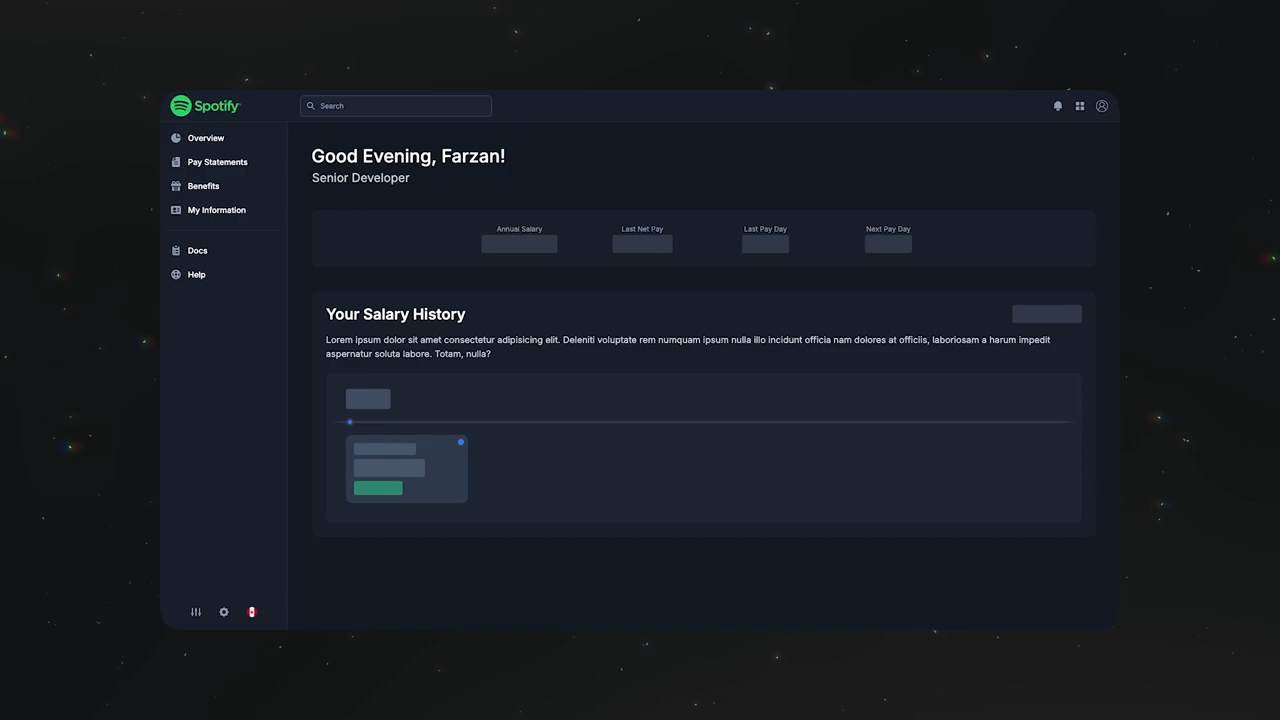 Spotify
Search
Overview
Pay Statements
Benefits
My Information
Docs
Help
Good Evening, Farzan!
Senior Developer
Annual Salary
Last Net Pay
Last Pay Day
Next Pay Day
Your Salary History
Lorem ipsum dolor sit amet consectetur adipisicing elit. Deleniti voluptate rem numquam ipsum nulla illo incidunt officia nam dolores at officiis, laboriosam a harum impedit
aspernatur soluta labore. Totam, nulla?